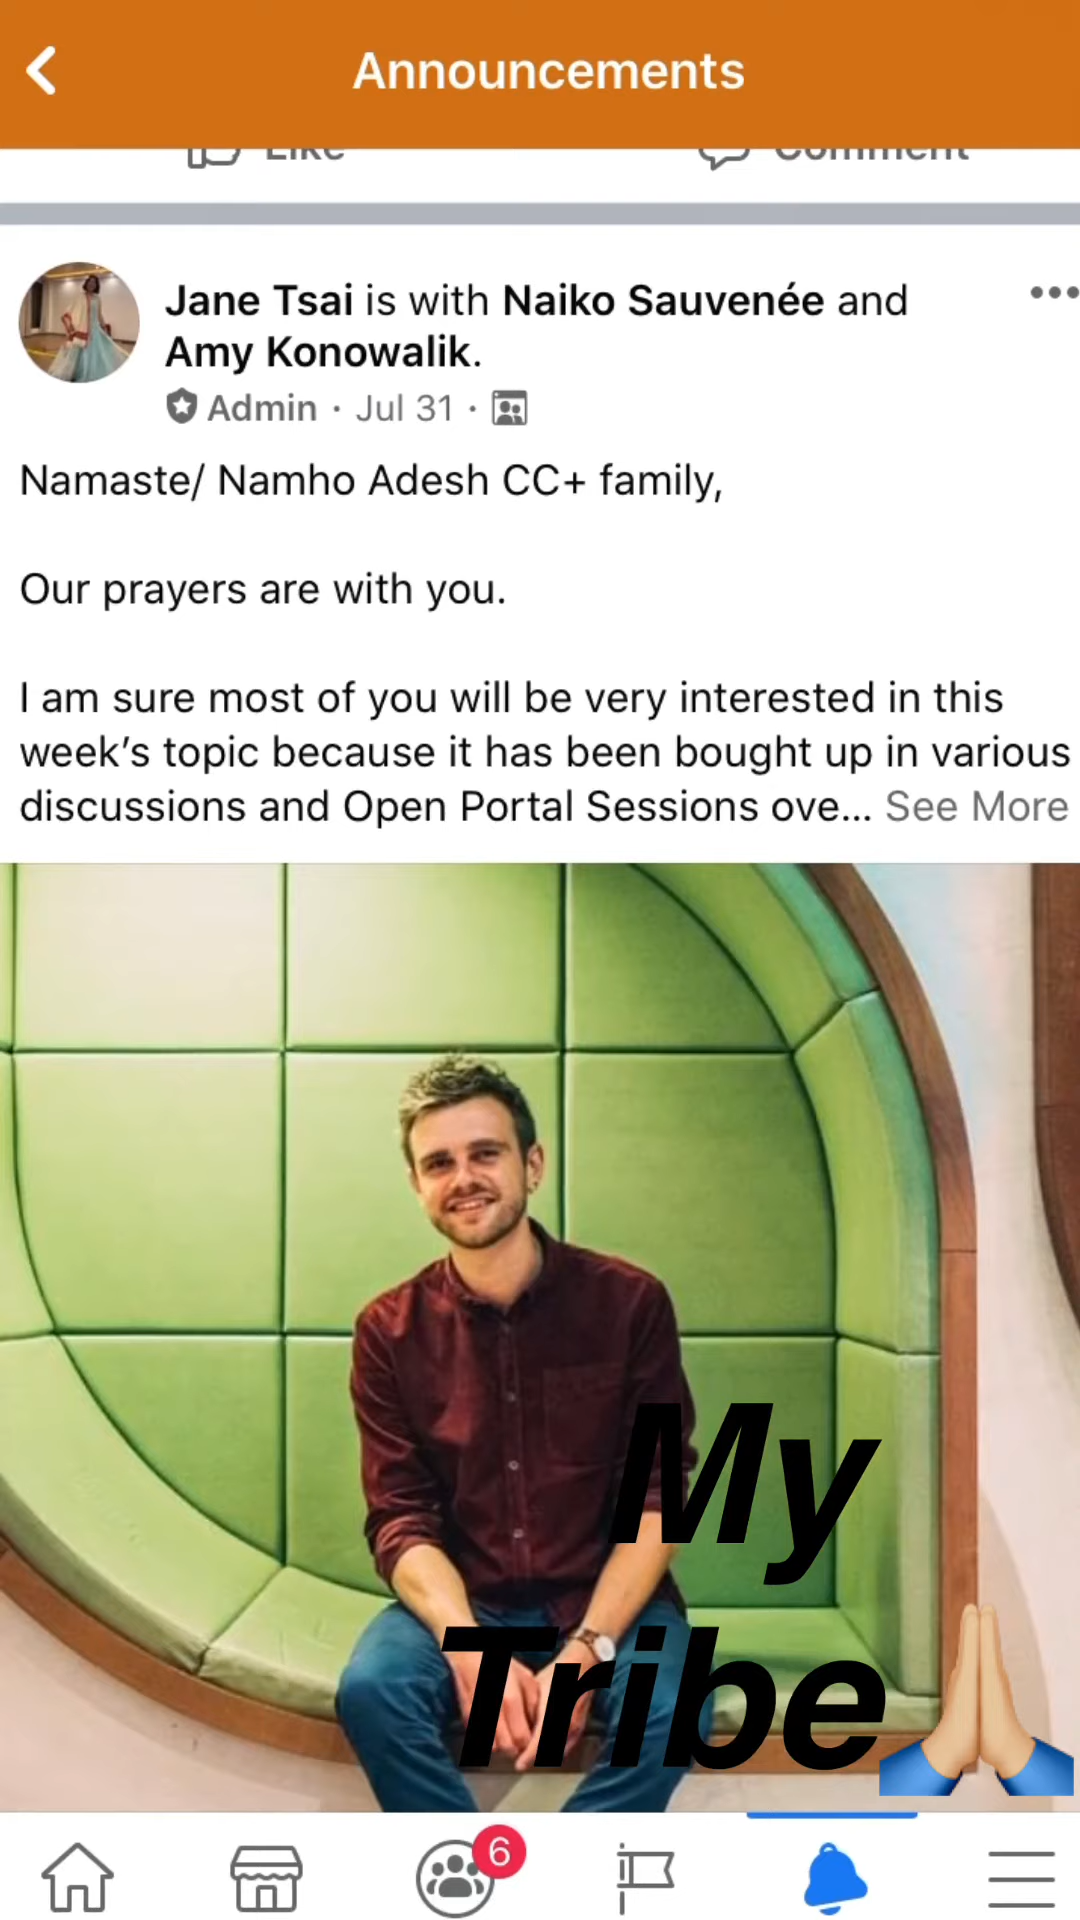 Announcements
Like Comment
Jane Tsai is with Naiko Sauvenée and
Amy Konowalik.
Admin · Jul 31 ·
Namaste/ Namho Adesh CC+ family,
Our prayers are with you.
I am sure most of you will be very interested in this
week's topic because it has been bought up in various
discussions and Open Portal Sessions ove... See More
My
Tribe🙏🏼
6